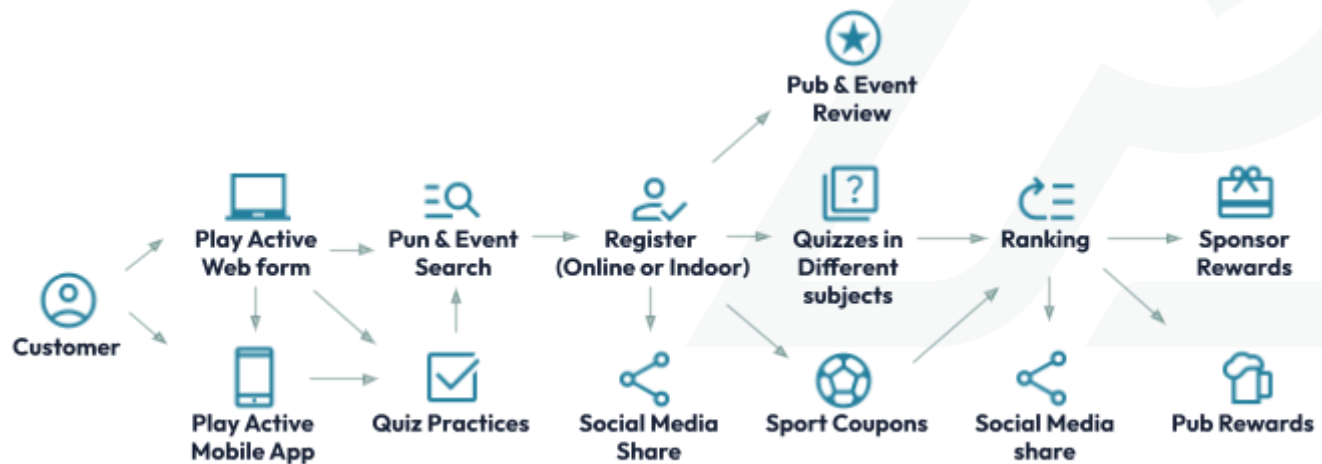 Pub & Event
Review
Play Active
Web form
Pun & Event
Search
Register
(Online or Indoor)
Quizzes in
Different
subjects
?
Ranking
Sponsor
Rewards
Customer
Play Active
Mobile App
Quiz Practices
Social Media
Share
Sport Coupons
Social Media
share
Pub Rewards